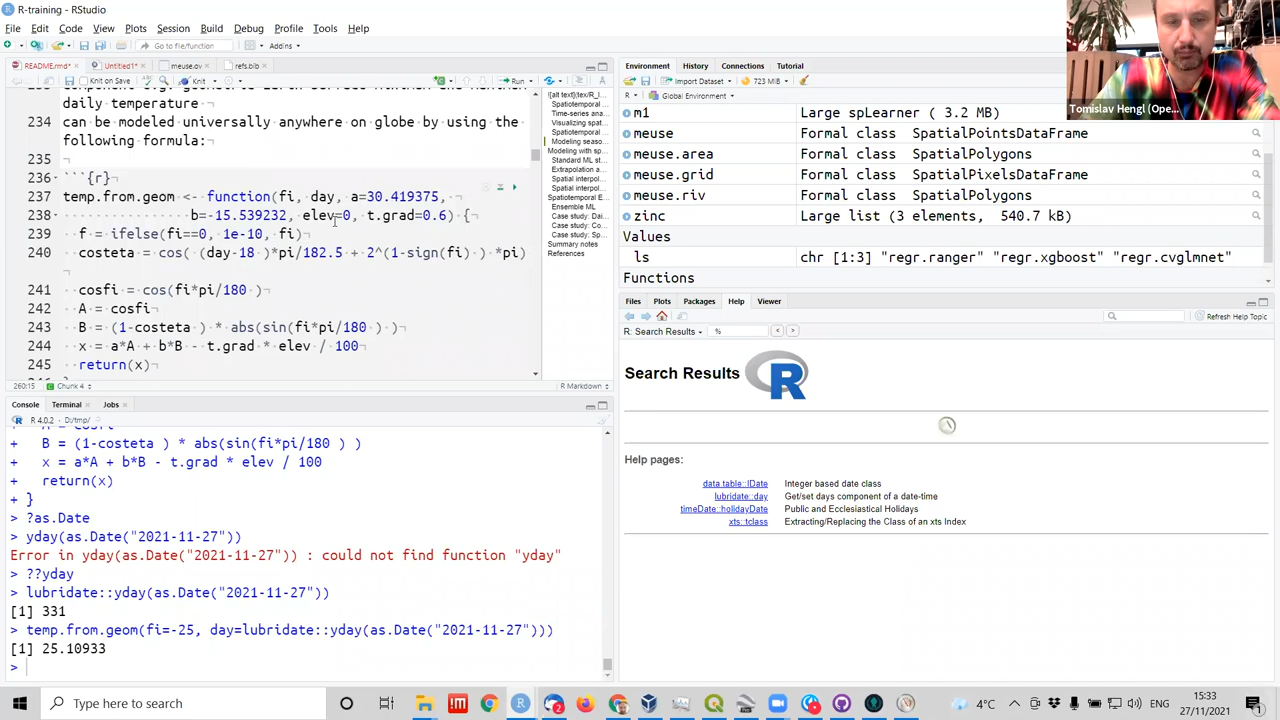 R-training - RStudio
File Edit Code View Plots Session Build Debug Profile Tools Help
Go to file/function Addins
README.rmd* Untitled1* meuse.ov refs.bib
Knit on Save Knit Run
daily temperature
234 can be modeled universally anywhere on globe by using the
following formula:
235
236 ```{r}
237 temp.from.geom <- function(fi, day, a=30.419375,
238 b=-15.539232, elev=0, t.grad=0.6) {
239 f = ifelse(fi==0, 1e-10, fi)
240 costeta = cos( (day-18 )*pi/182.5 + 2^(1-sign(fi) ) *pi)
241 cosfi = cos(fi*pi/180 )
242 A = cosfi
243 B = (1-costeta ) * abs(sin(fi*pi/180 ) )
244 x = a*A + b*B - t.grad * elev / 100
245 return(x)
260:15 Chunk 4 R Markdown
![alt text](tex/R_l...
Spatiotemporal ...
Time-series ana...
Visualizing spat...
Spatiotemporal ...
Modeling seaso...
Modeling with sp...
Standard ML st...
Extrapolation a...
Spatial interpol...
Spatial interpol...
Spatiotemporal E...
Ensemble ML
Case study: Dai...
Case study: Co...
Case study: Sp...
Summary notes
References
Console Terminal Jobs
R 4.0.2 · D:/tmp/
+ A = cosfi
+ B = (1-costeta ) * abs(sin(fi*pi/180 ) )
+ x = a*A + b*B - t.grad * elev / 100
+ return(x)
+ }
> ?as.Date
> yday(as.Date("2021-11-27"))
Error in yday(as.Date("2021-11-27")) : could not find function "yday"
> ??yday
> lubridate::yday(as.Date("2021-11-27"))
[1] 331
> temp.from.geom(fi=-25, day=lubridate::yday(as.Date("2021-11-27")))
[1] 25.10933
>
Environment History Connections Tutorial
Import Dataset 723 MiB
R Global Environment
m1 Large spLearner ( 3.2 MB)
meuse Formal class SpatialPointsDataFrame
meuse.area Formal class SpatialPolygons
meuse.grid Formal class SpatialPixelsDataFrame
meuse.riv Formal class SpatialPolygons
zinc Large list (3 elements, 540.7 kB)
Values
ls chr [1:3] "regr.ranger" "regr.xgboost" "regr.cvglmnet"
Functions
Files Plots Packages Help Viewer
Refresh Help Topic
R: Search Results %
Search Results R
Help pages:
data.table::IDate Integer based date class
lubridate::day Get/set days component of a date-time
timeDate::holidayDate Public and Ecclesiastical Holidays
xts::tclass Extracting/Replacing the Class of an xts Index
Tomislav Hengl (Ope...
Type here to search
4°C ENG
15:33
27/11/2021